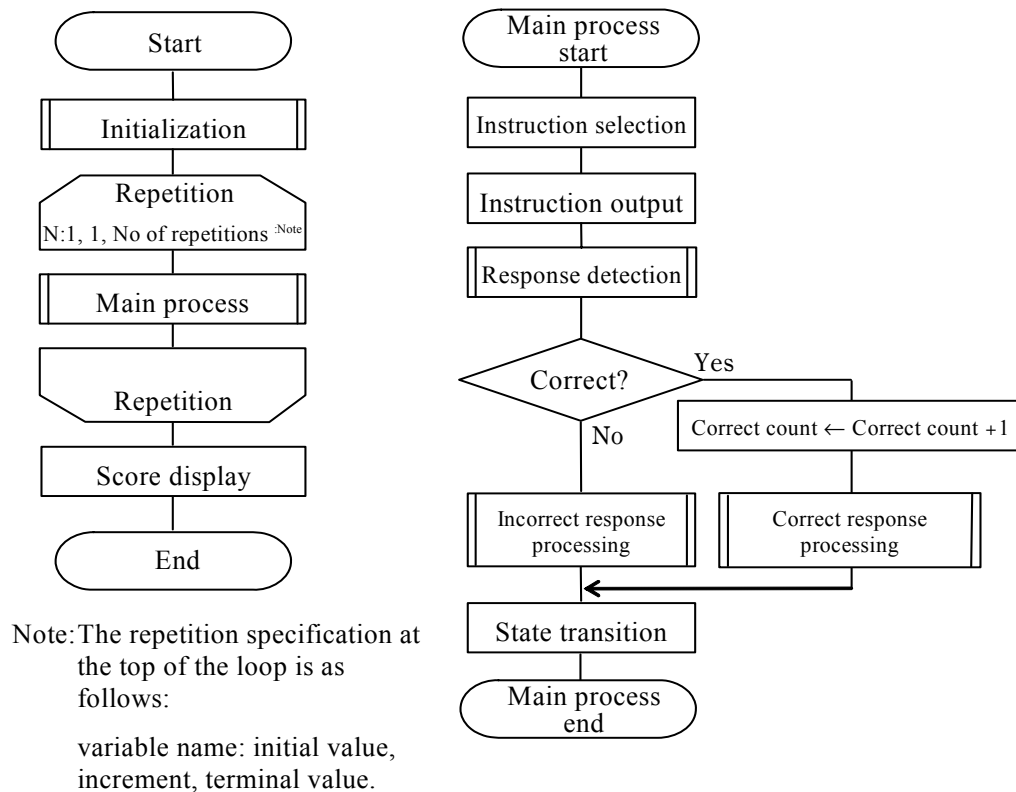 Start
Initialization
Repetition
N:1, 1, No of repetitions :Note
Main process
Repetition
Score display
End
Note: The repetition specification at
the top of the loop is as
follows:
variable name: initial value,
increment, terminal value.
Main process
start
Instruction selection
Instruction output
Response detection
Correct?
Yes
No
Correct count ← Correct count +1
Incorrect response
processing
Correct response
processing
State transition
Main process
end